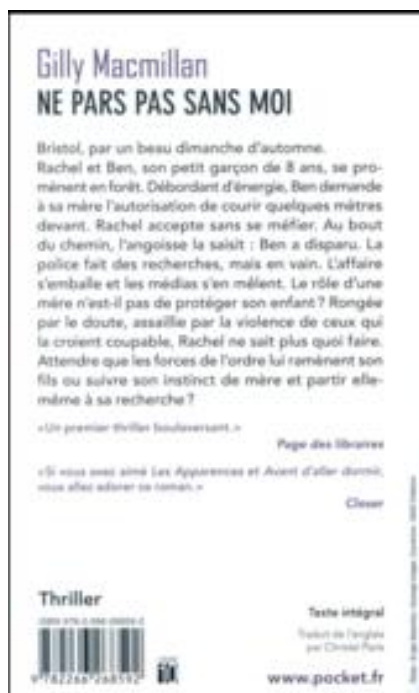 Gilly Macmillan
NE PARS PAS SANS MOI
Bristol, par un beau dimanche d'automne.
Rachel et Ben, son petit garçon de 8 ans, se pro-
mènent en forêt. Débordant d'énergie, Ben demande
à sa mère l'autorisation de courir quelques mètres
devant. Rachel accepte sans se méfier. Au bout
du chemin, l'angoisse la saisit : Ben a disparu. La
police fait des recherches, mais en vain. L'affaire
s'emballe et les médias s'en mêlent. Le rôle d'une
mère n'est-il pas de protéger son enfant ? Rongée
par le doute, assaillie par la violence de ceux qui
la croient coupable, Rachel ne sait plus quoi faire.
Attendre que les forces de l'ordre lui ramènent son
fils ou suivre son instinct de mère et partir elle-
même à sa recherche ?
«Un premier thriller bouleversant.»
Page des libraires
«Si vous avez aimé Les Apparences et Avant d'aller dormir,
vous allez adorer ce roman.»
Closer
Thriller
Texte intégral
Traduit de l'anglais
par Christel Paris
9 782266 268592
www.pocket.fr